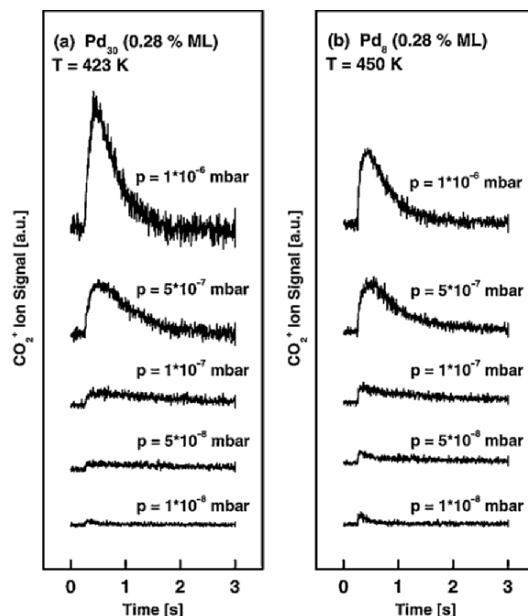 (a) Pd₃₀ (0.28 % ML)
T = 423 K
p = 1*10⁻⁶ mbar
p = 5*10⁻⁷ mbar
p = 1*10⁻⁷ mbar
p = 5*10⁻⁸ mbar
p = 1*10⁻⁸ mbar
CO₂⁺ Ion Signal [a.u.]
0 1 2 3
Time [s]
(b) Pd₈ (0.28 % ML)
T = 450 K
p = 1*10⁻⁶ mbar
p = 5*10⁻⁷ mbar
p = 1*10⁻⁷ mbar
p = 5*10⁻⁸ mbar
p = 1*10⁻⁸ mbar
CO₂⁺ Ion Signal [a.u.]
0 1 2 3
Time [s]